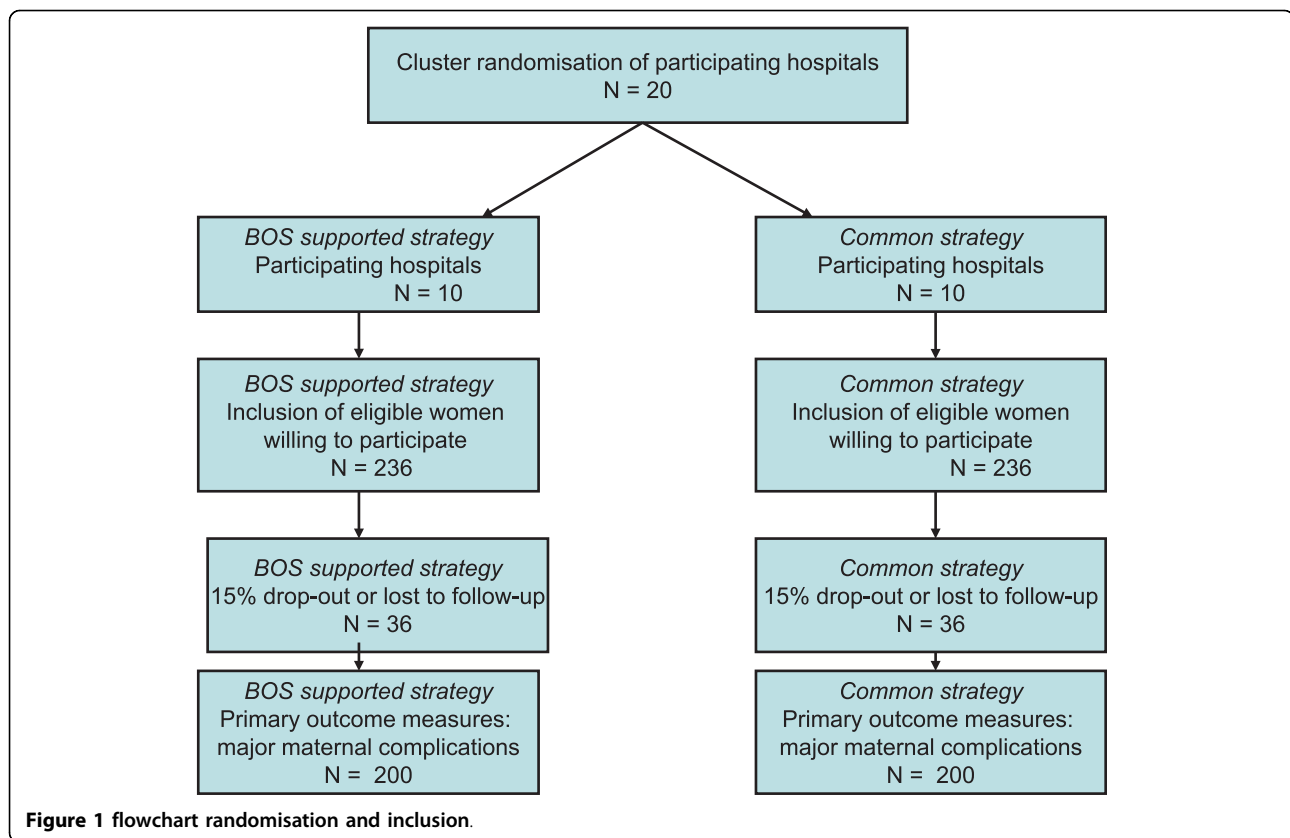 Cluster randomisation of participating hospitals
N = 20
BOS supported strategy
Participating hospitals
N = 10
Common strategy
Participating hospitals
N = 10
BOS supported strategy
Inclusion of eligible women
willing to participate
N = 236
Common strategy
Inclusion of eligible women
willing to participate
N = 236
BOS supported strategy
15% drop-out or lost to follow-up
N = 36
Common strategy
15% drop-out or lost to follow-up
N = 36
BOS supported strategy
Primary outcome measures:
major maternal complications
N = 200
Common strategy
Primary outcome measures:
major maternal complications
N = 200
Figure 1 flowchart randomisation and inclusion.